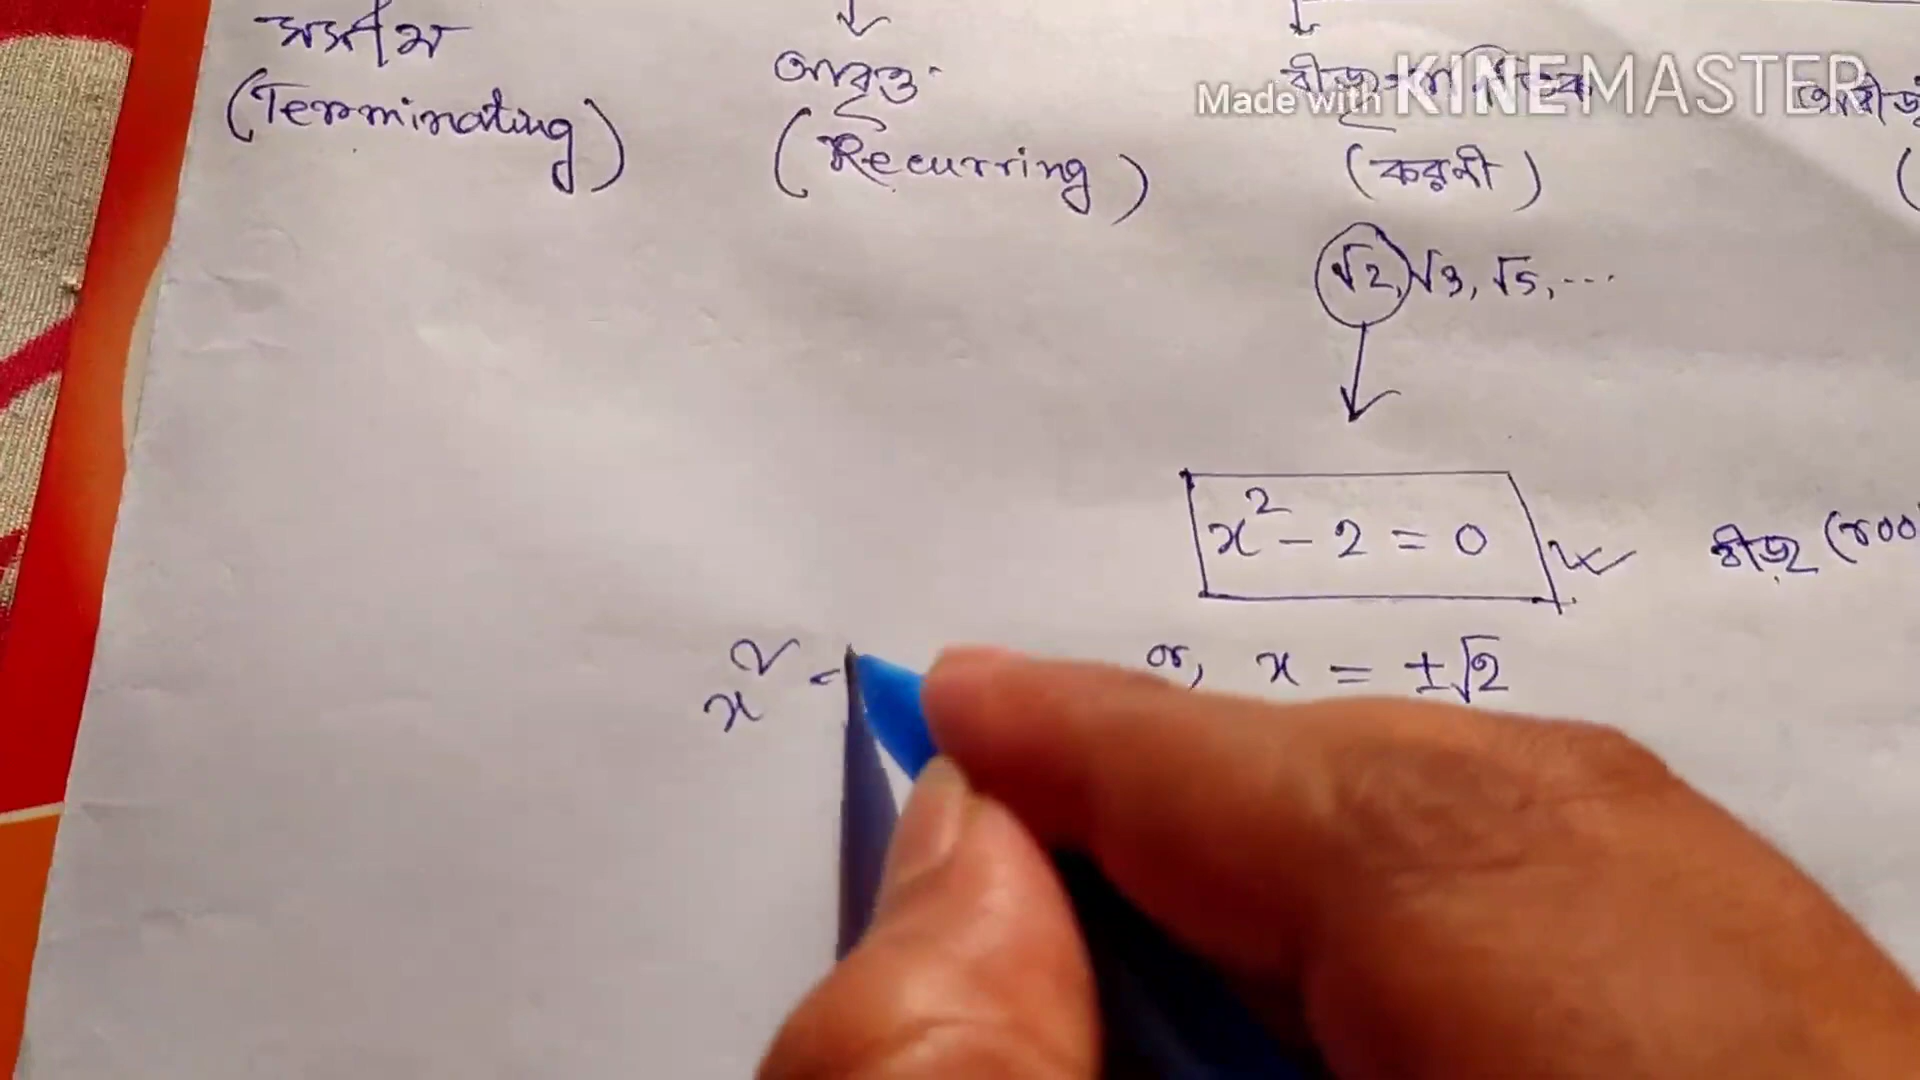 সসীম
(Terminating)
আবৃত্ত
(Recurring)
Made with KINEMASTER
(করণী)
√2, √3, √5, ...
x² - 2 = 0
বীজ (roo
or, x = ±√2
x² -